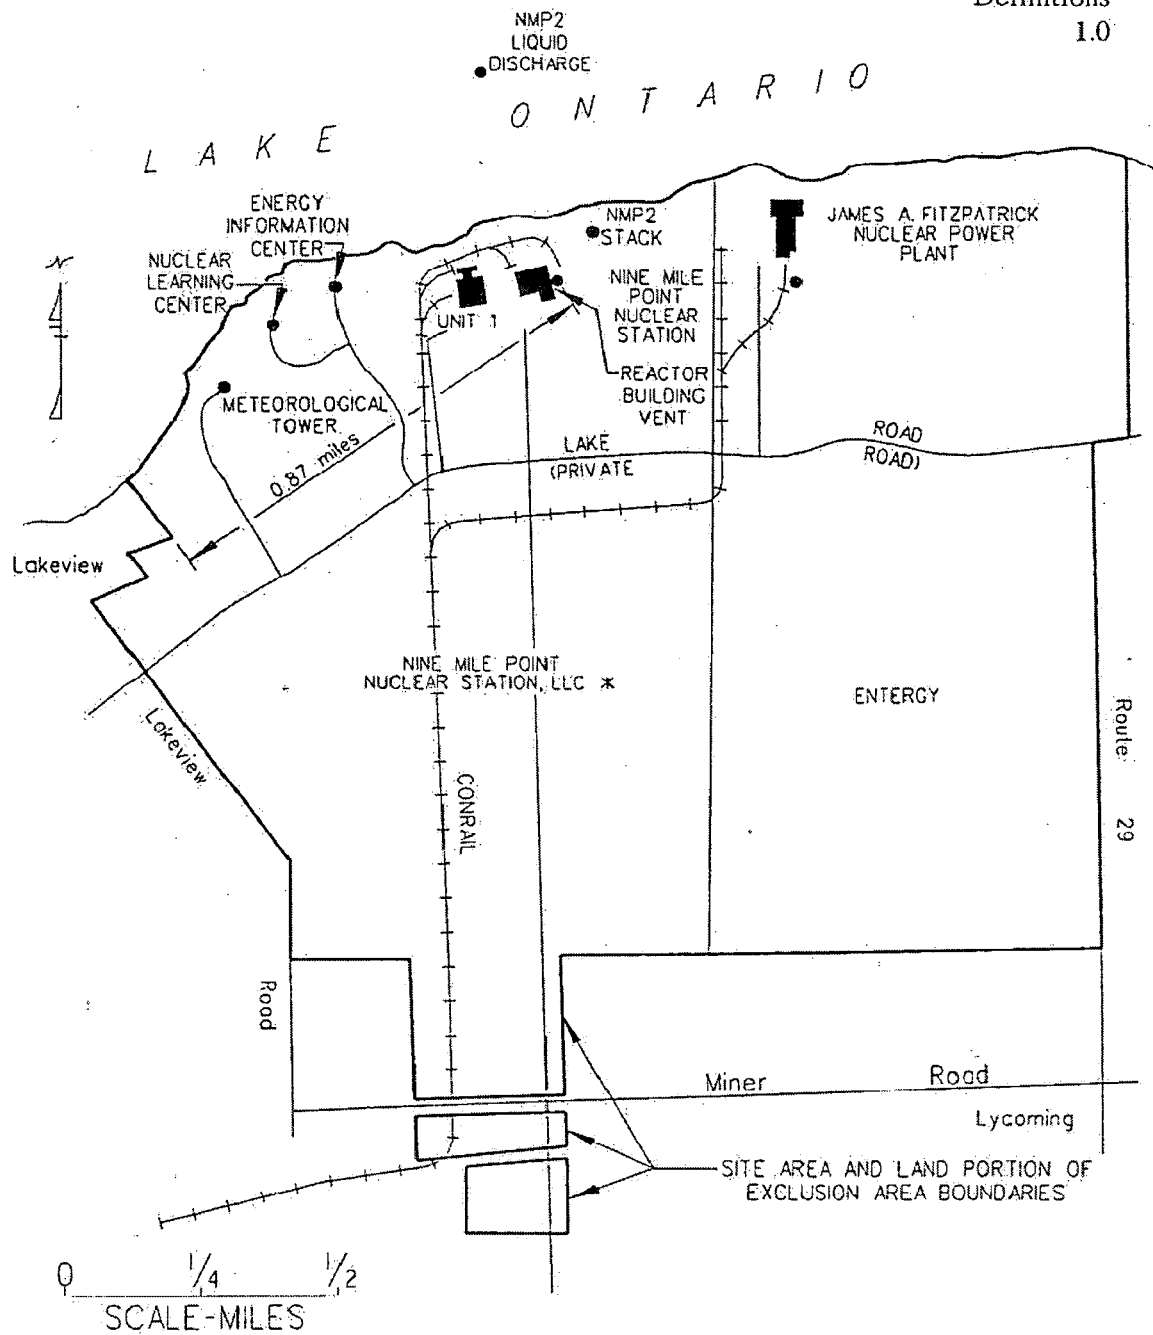 Definitions
1.0
NMP2
LIQUID
DISCHARGE
LAKE ONTARIO
ENERGY
INFORMATION
CENTER
NUCLEAR
LEARNING
CENTER
N
NMP2
STACK
JAMES A. FITZPATRICK
NUCLEAR POWER
PLANT
UNIT 1
NINE MILE
POINT
NUCLEAR
STATION
REACTOR
BUILDING
VENT
METEOROLOGICAL
TOWER
0.87 miles
LAKE ROAD
(PRIVATE ROAD)
Lakeview
NINE MILE POINT
NUCLEAR STATION, LLC *
ENTERGY
Lakeview
Route 29
CONRAIL
Road
Miner Road
Lycoming
SITE AREA AND LAND PORTION OF
EXCLUSION AREA BOUNDARIES
0 1/4 1/2
SCALE-MILES